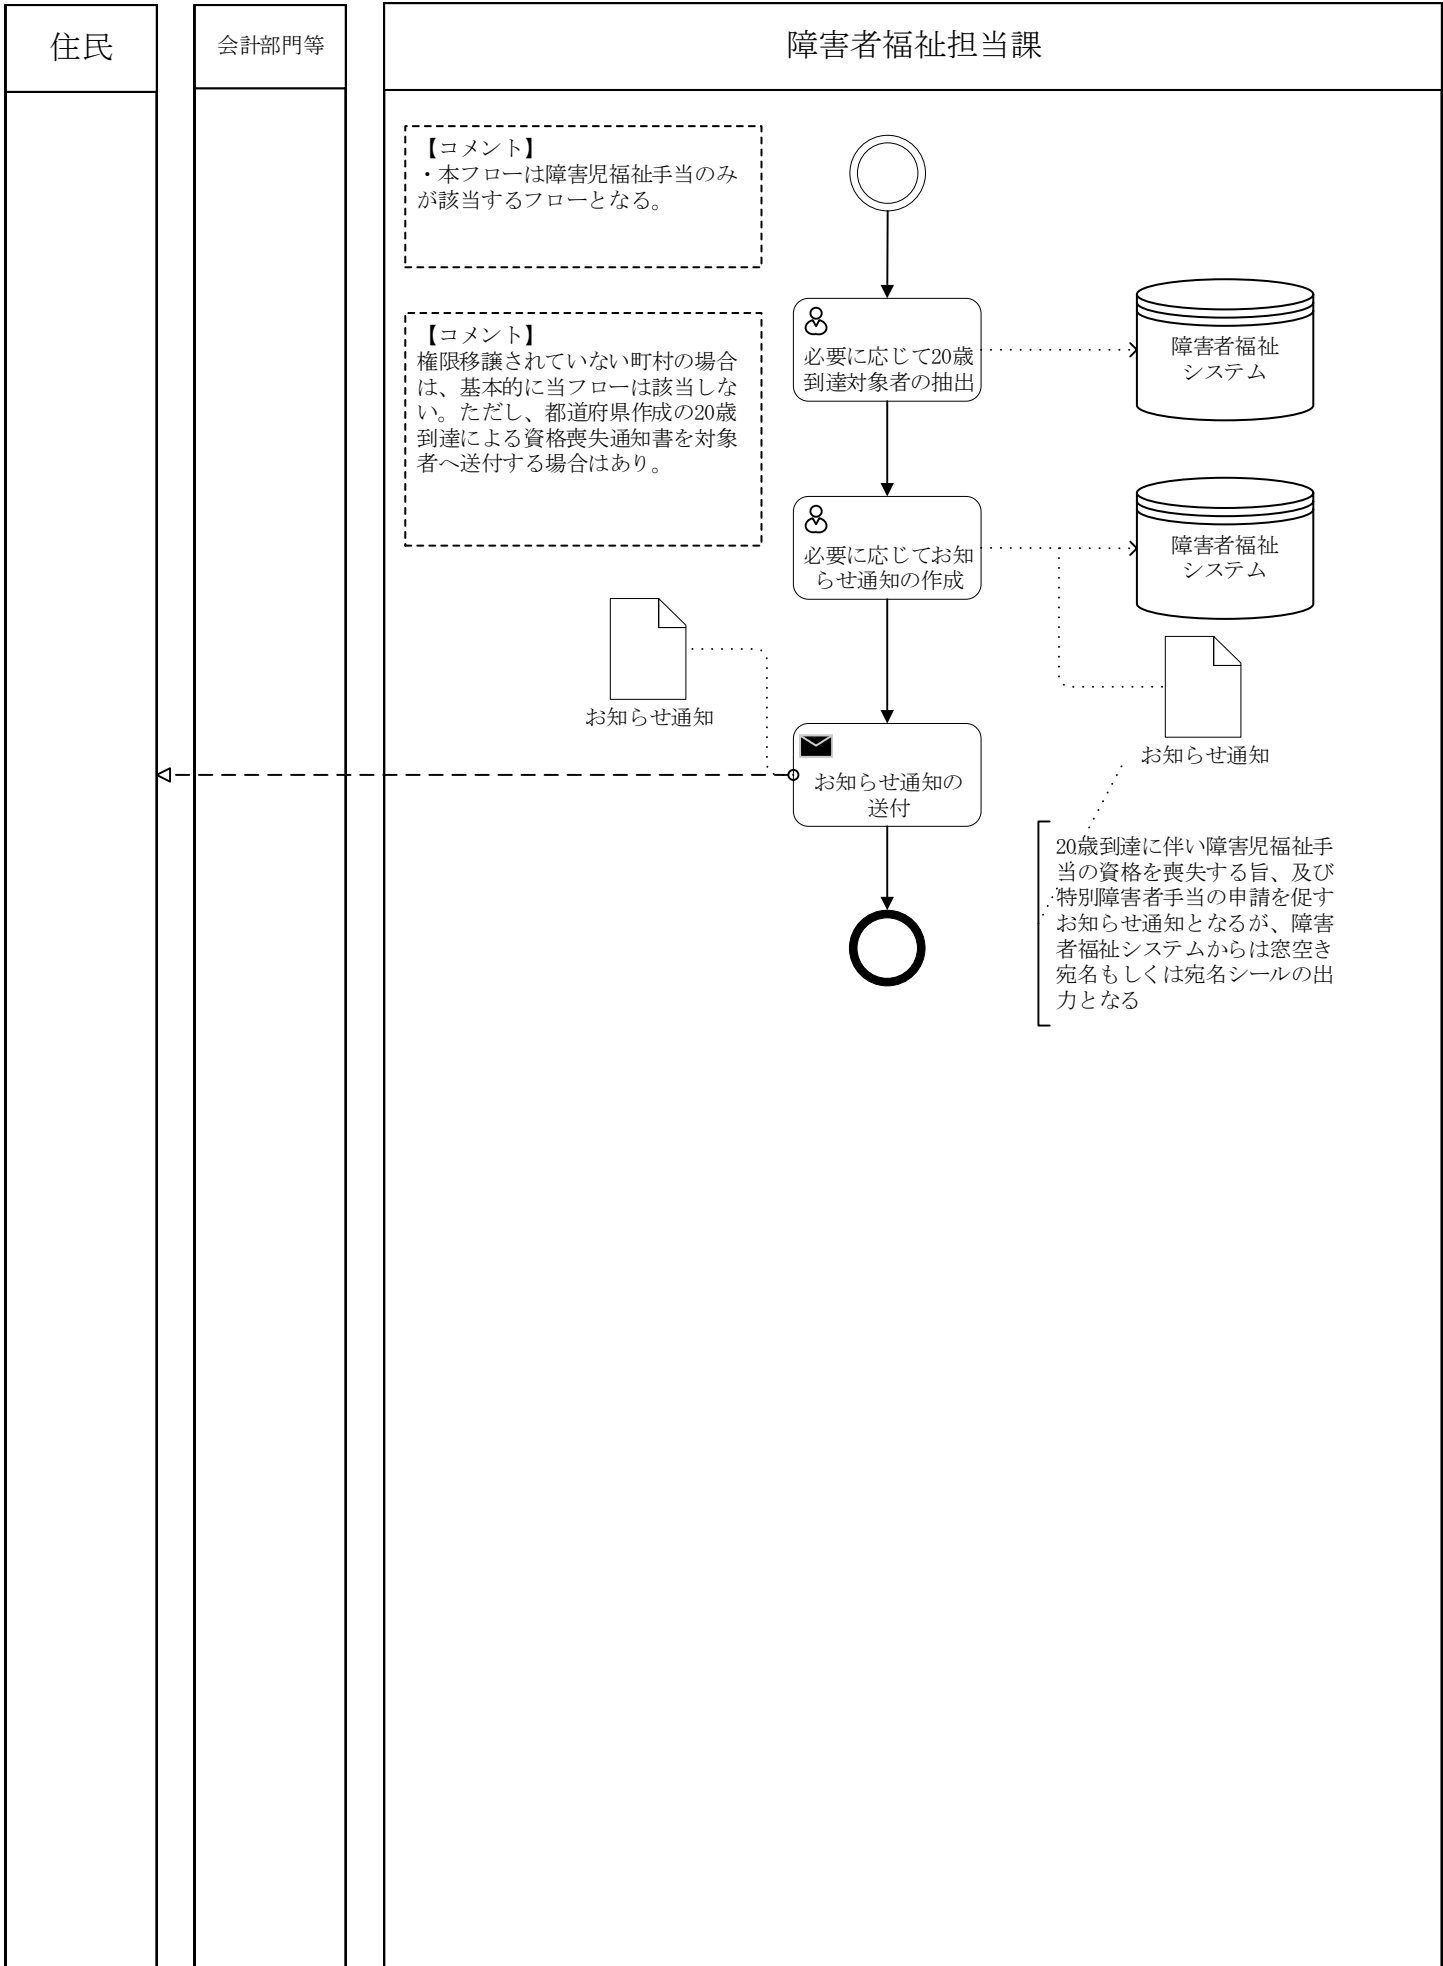 住民
会計部門等
障害者福祉担当課
【コメント】
・本フローは障害児福祉手当のみ
が該当するフローとなる。
【コメント】
権限移譲されていない町村の場合
は、基本的に当フローは該当しな
い。ただし、都道府県作成の20歳
到達による資格喪失通知書を対象
者へ送付する場合はあり。
必要に応じて20歳
到達対象者の抽出
障害者福祉
システム
必要に応じてお知
らせ通知の作成
障害者福祉
システム
お知らせ通知
お知らせ通知
お知らせ通知の
送付
20歳到達に伴い障害児福祉手
当の資格を喪失する旨、及び
特別障害者手当の申請を促す
お知らせ通知となるが、障害
者福祉システムからは窓空き
宛名もしくは宛名シールの出
力となる